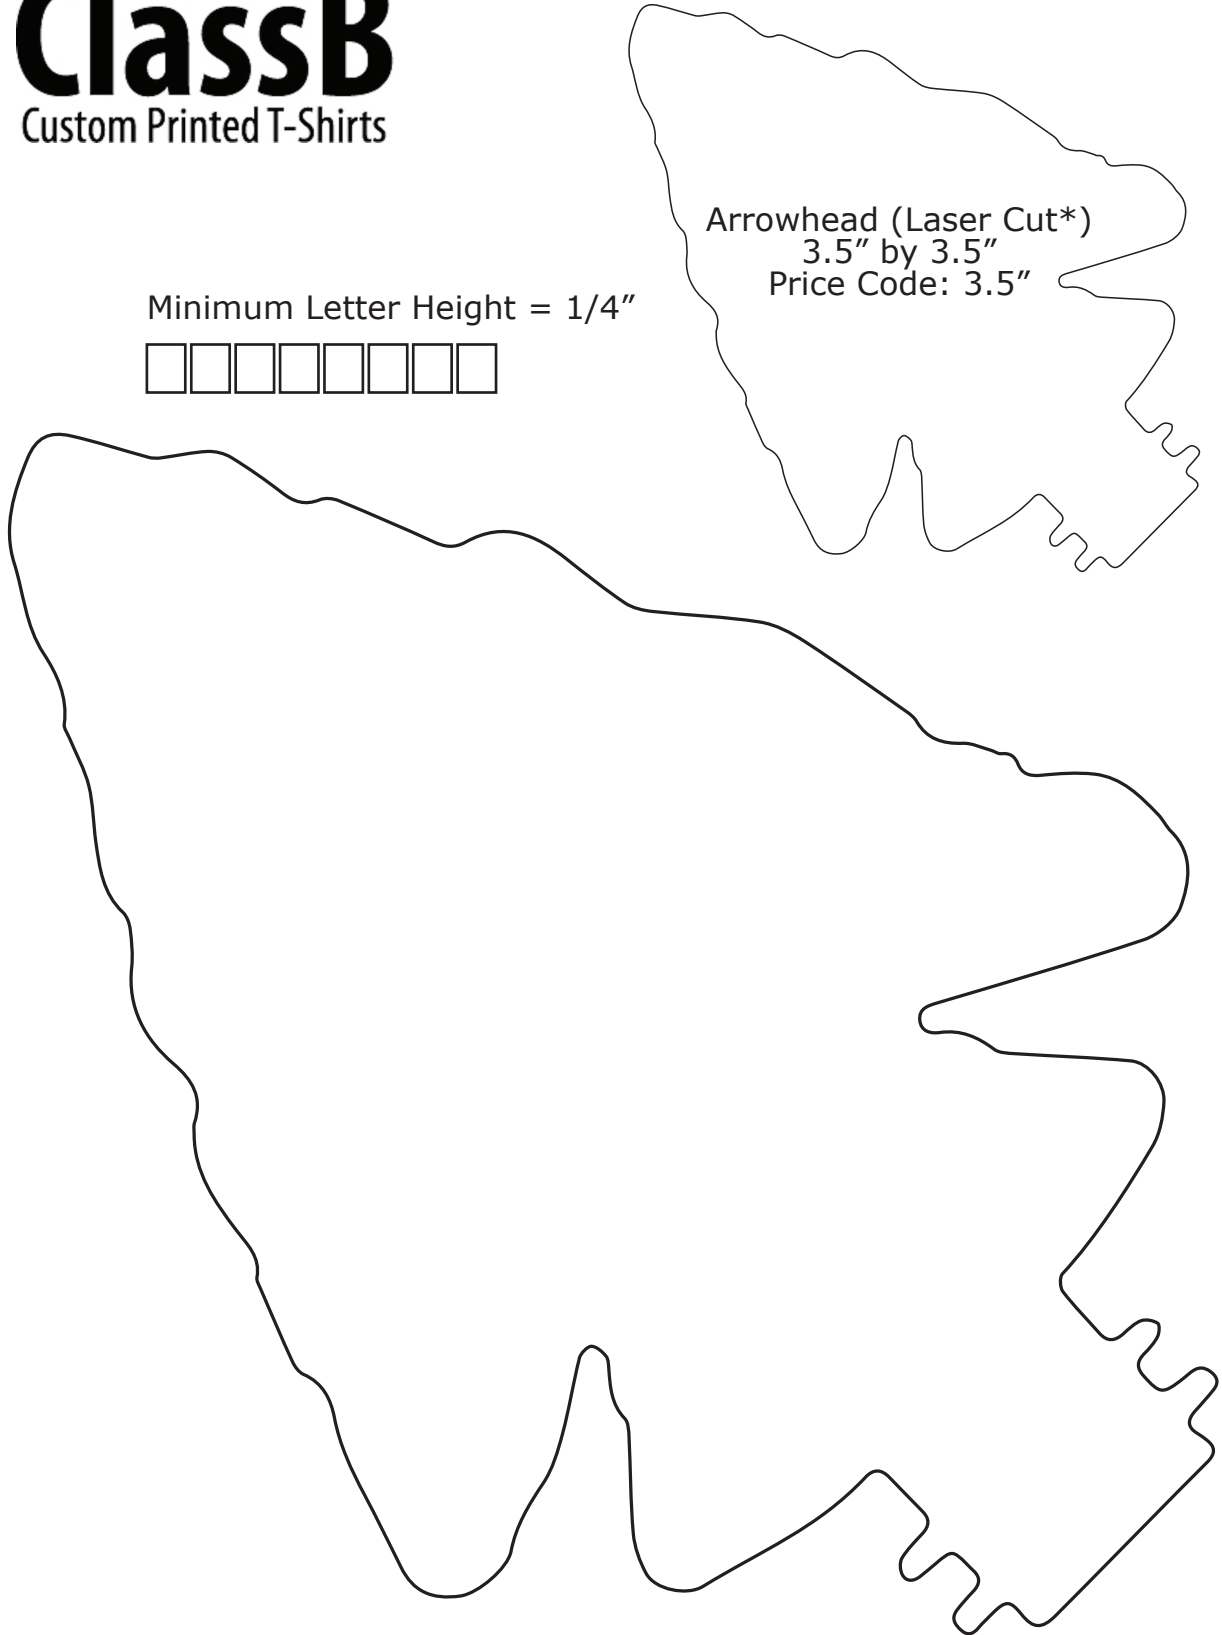 ClassB
Custom Printed T-Shirts
Arrowhead (Laser Cut*)
3.5” by 3.5”
Price Code: 3.5”
Minimum Letter Height = 1/4”